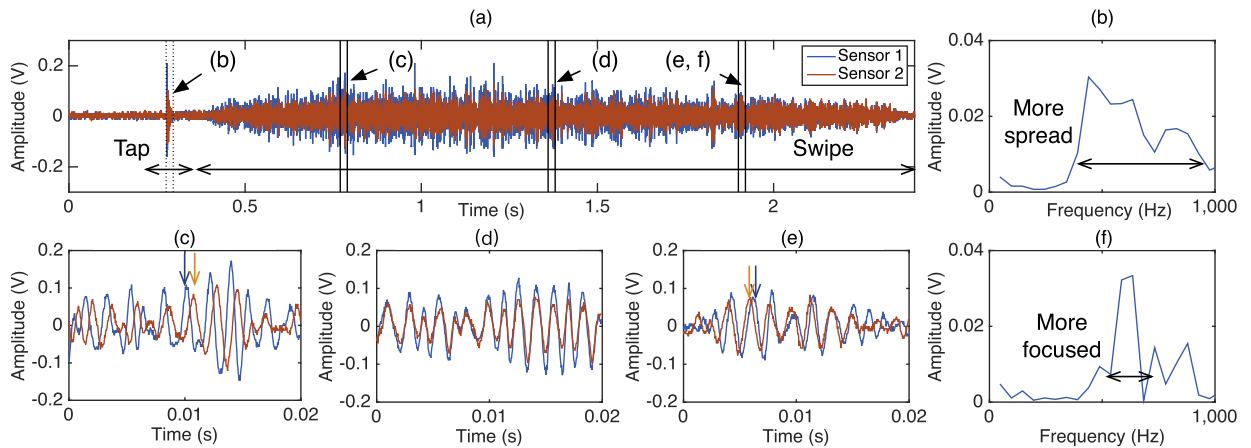 (a)
Amplitude (V)
0.2
0
-0.2
(b)
(c)
(d)
(e, f)
Sensor 1
Sensor 2
Tap
Swipe
0
0.5
1
1.5
2
Time (s)
(b)
Amplitude (V)
0.04
0.02
0
More
spread
0
Frequency (Hz)
1,000
(c)
Amplitude (V)
0.2
0.1
0
-0.1
-0.2
0
0.01
0.02
Time (s)
(d)
Amplitude (V)
0.2
0.1
0
-0.1
-0.2
0
0.01
0.02
Time (s)
(e)
Amplitude (V)
0.2
0.1
0
-0.1
-0.2
0
0.01
0.02
Time (s)
(f)
Amplitude (V)
0.04
0.02
0
More
focused
0
Frequency (Hz)
1,000